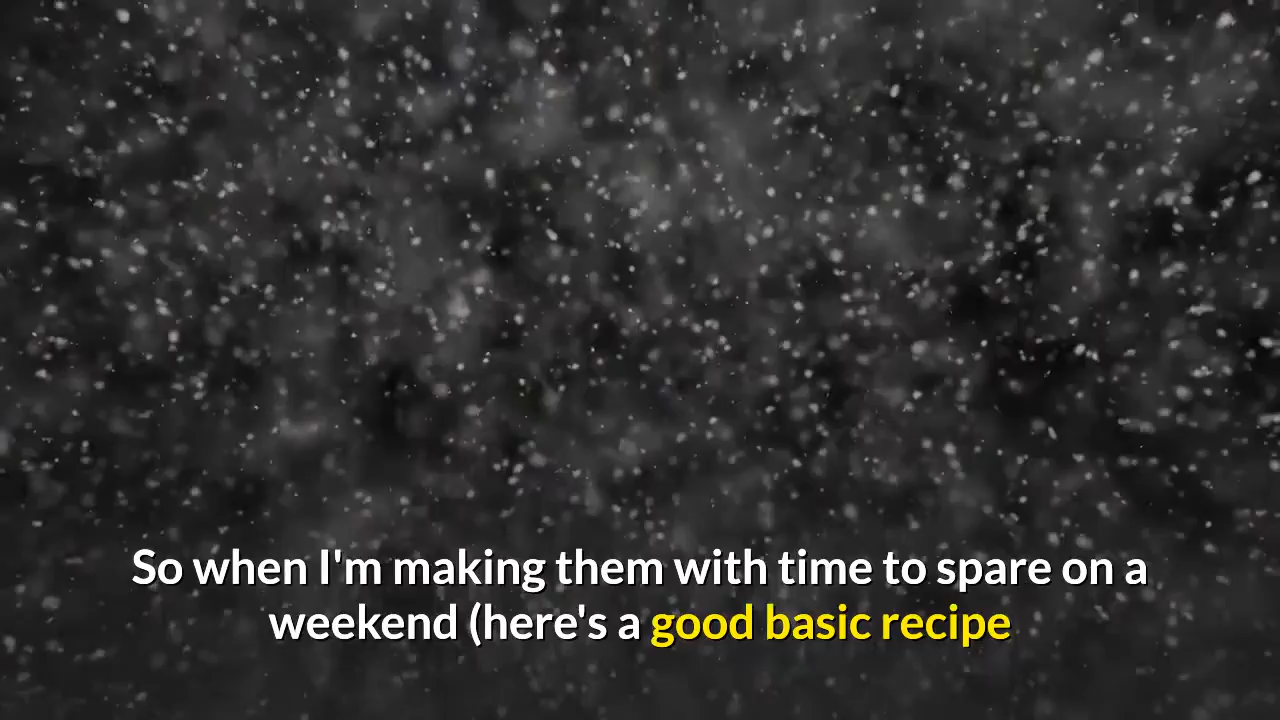 So when I'm making them with time to spare on a
weekend (here's a good basic recipe